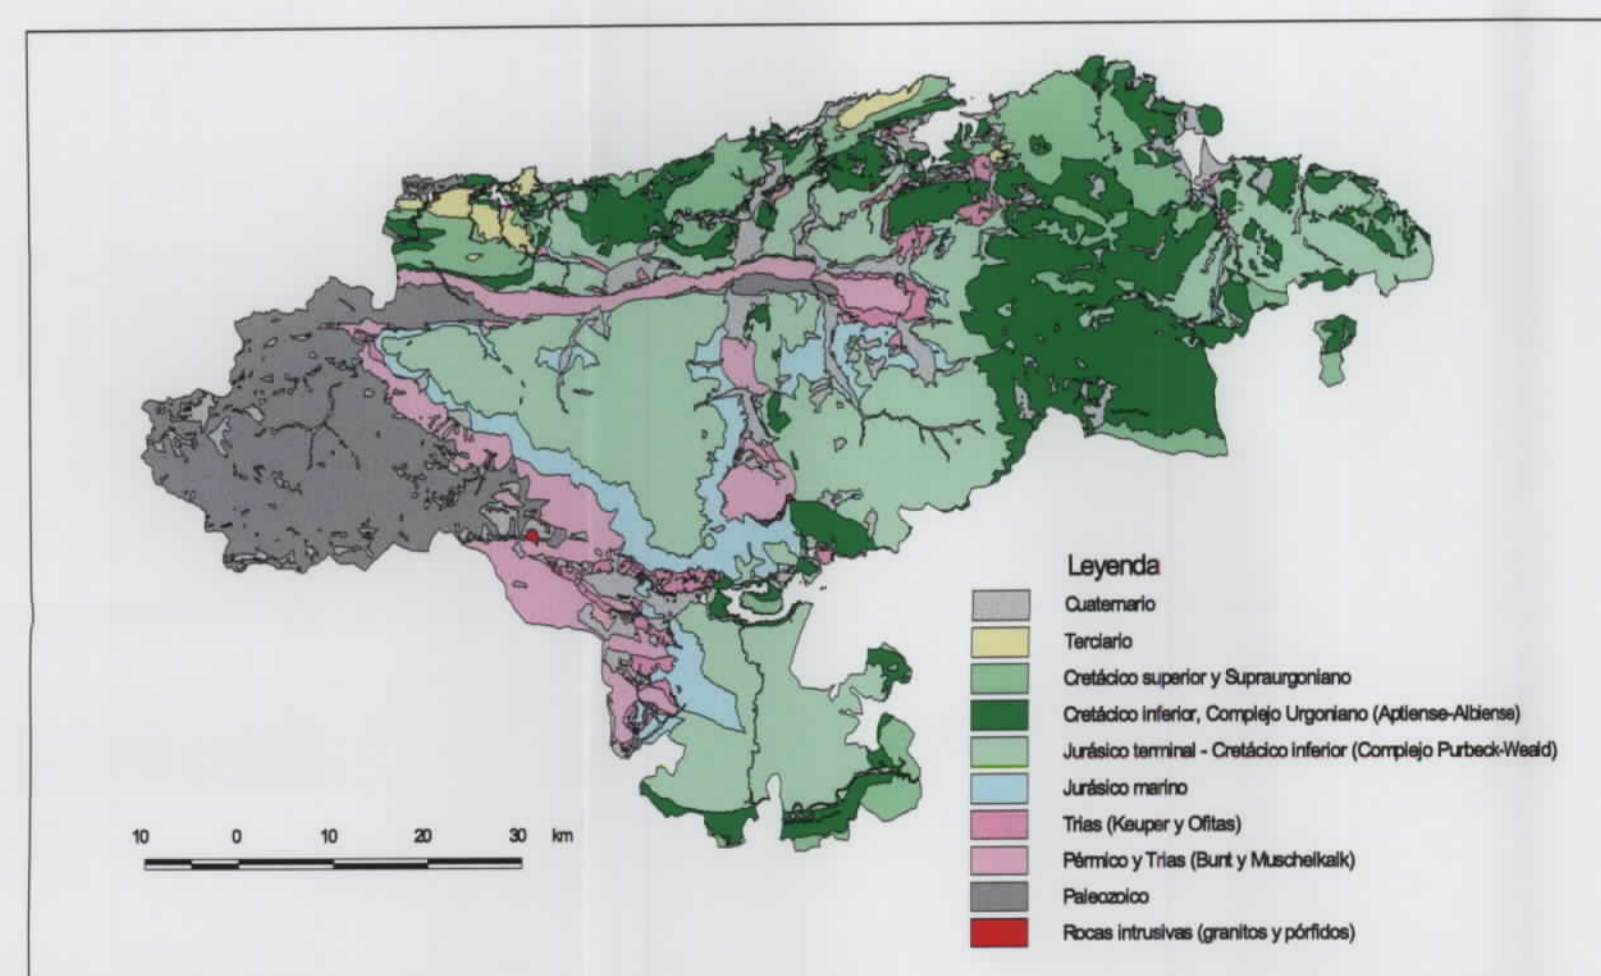 Leyenda
Cuaternario
Terciario
Cretácico superior y Supraurgoniano
Cretácico inferior, Complejo Urgoniano (Aptiense-Albiense)
Jurásico terminal - Cretácico inferior (Complejo Purbeck-Weald)
Jurásico marino
Trias (Keuper y Ofitas)
Pérmico y Trias (Bunt y Muschelkalk)
Paleozoico
Rocas intrusivas (granitos y pórfidos)
10 0 10 20 30 km